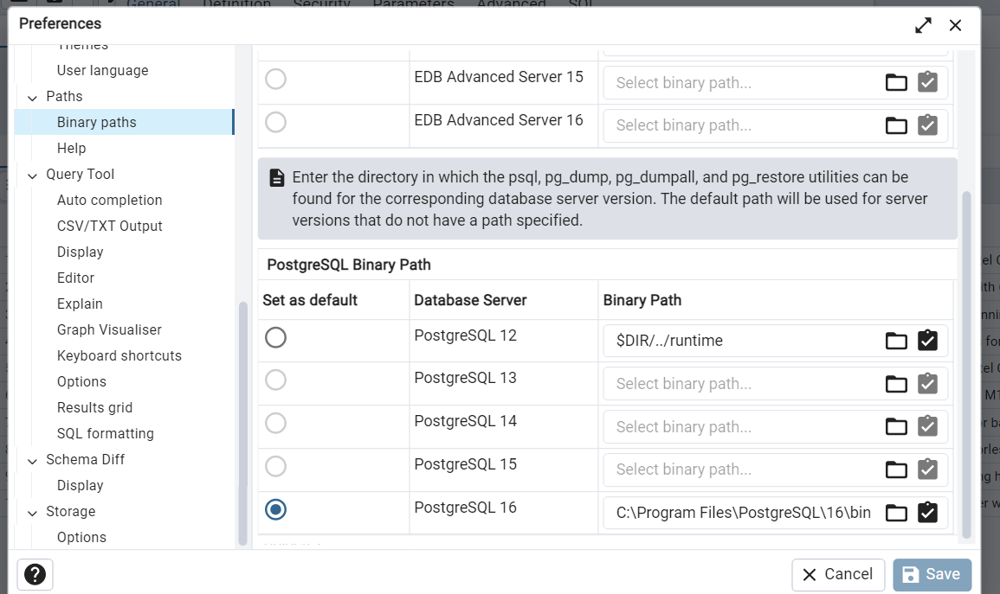 General Definition Security Parameters Advanced SQL
Preferences
Themes
User language
Paths
Binary paths
Help
Query Tool
Auto completion
CSV/TXT Output
Display
Editor
Explain
Graph Visualiser
Keyboard shortcuts
Options
Results grid
SQL formatting
Schema Diff
Display
Storage
Options
EDB Advanced Server 15 Select binary path...
EDB Advanced Server 16 Select binary path...
Enter the directory in which the psql, pg_dump, pg_dumpall, and pg_restore utilities can be
found for the corresponding database server version. The default path will be used for server
versions that do not have a path specified.
PostgreSQL Binary Path
Set as default Database Server Binary Path
PostgreSQL 12 $DIR/../runtime
PostgreSQL 13 Select binary path...
PostgreSQL 14 Select binary path...
PostgreSQL 15 Select binary path...
PostgreSQL 16 C:\Program Files\PostgreSQL\16\bin
? Cancel Save